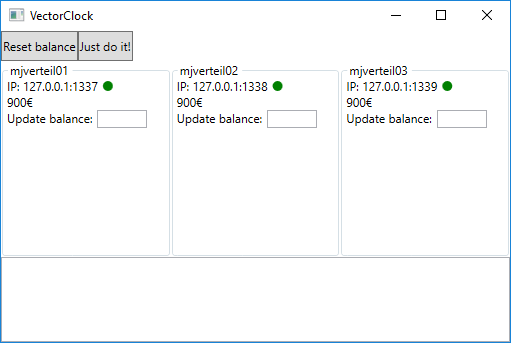 VectorClock
Reset balance Just do it!
mjverteil01
IP: 127.0.0.1:1337
900€
Update balance:
mjverteil02
IP: 127.0.0.1:1338
900€
Update balance:
mjverteil03
IP: 127.0.0.1:1339
900€
Update balance: